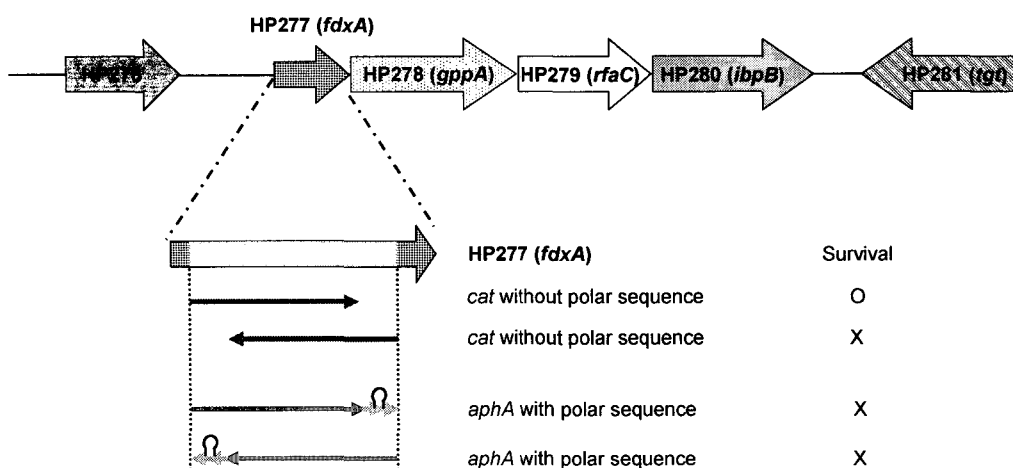 HP277 (fdxA)
HP278 (gppA)
HP279 (rfaC)
HP280 (ibpB)
HP281 (tgt)
HP277 (fdxA) Survival
cat without polar sequence O
cat without polar sequence X
aphA with polar sequence X
aphA with polar sequence X